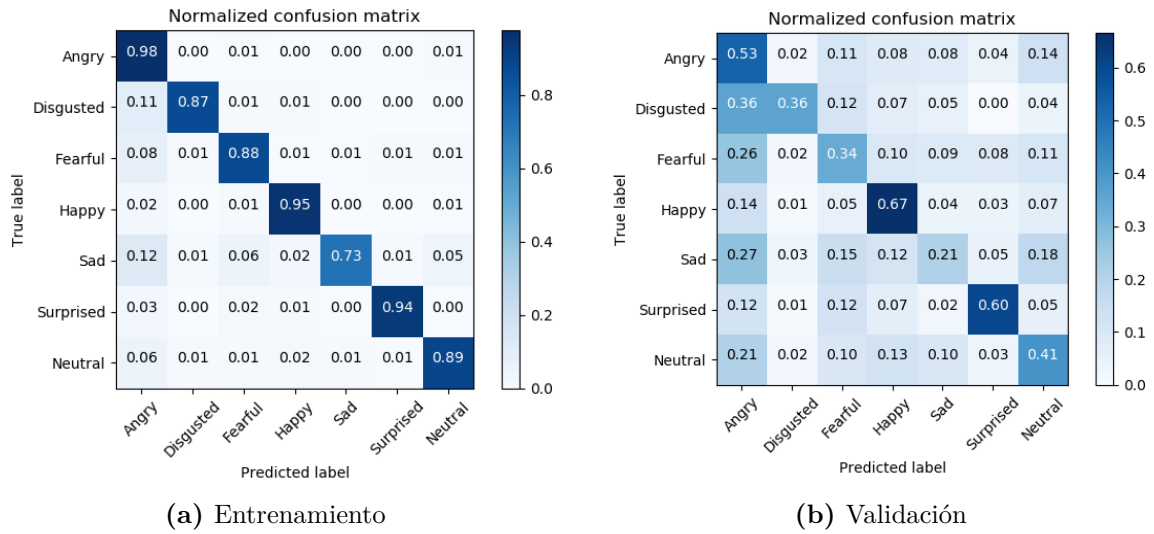 Normalized confusion matrix
Angry 0.98 0.00 0.01 0.00 0.00 0.00 0.01
Disgusted 0.11 0.87 0.01 0.01 0.00 0.00 0.00
0.8
Fearful 0.08 0.01 0.88 0.01 0.01 0.01 0.01
0.6
True label
Happy 0.02 0.00 0.01 0.95 0.00 0.00 0.01
0.4
Sad 0.12 0.00 0.06 0.02 0.73 0.01 0.05
Surprised 0.03 0.00 0.01 0.01 0.00 0.94 0.00
0.2
Neutral 0.06 0.01 0.01 0.02 0.01 0.01 0.89
0.0
Angry Disgusted Fearful Happy Sad Surprised Neutral
Predicted label
(a) Entrenamiento
Normalized confusion matrix
Angry 0.53 0.02 0.11 0.08 0.08 0.04 0.14
0.6
Disgusted 0.36 0.36 0.12 0.07 0.05 0.00 0.04
0.5
Fearful 0.26 0.02 0.34 0.10 0.09 0.08 0.11
0.4
True label
Happy 0.14 0.01 0.05 0.67 0.04 0.03 0.07
0.3
Sad 0.27 0.03 0.15 0.12 0.21 0.05 0.18
0.2
Surprised 0.12 0.01 0.12 0.07 0.02 0.60 0.05
0.1
Neutral 0.21 0.02 0.10 0.13 0.10 0.03 0.41
0.0
Angry Disgusted Fearful Happy Sad Surprised Neutral
Predicted label
(b) Validación